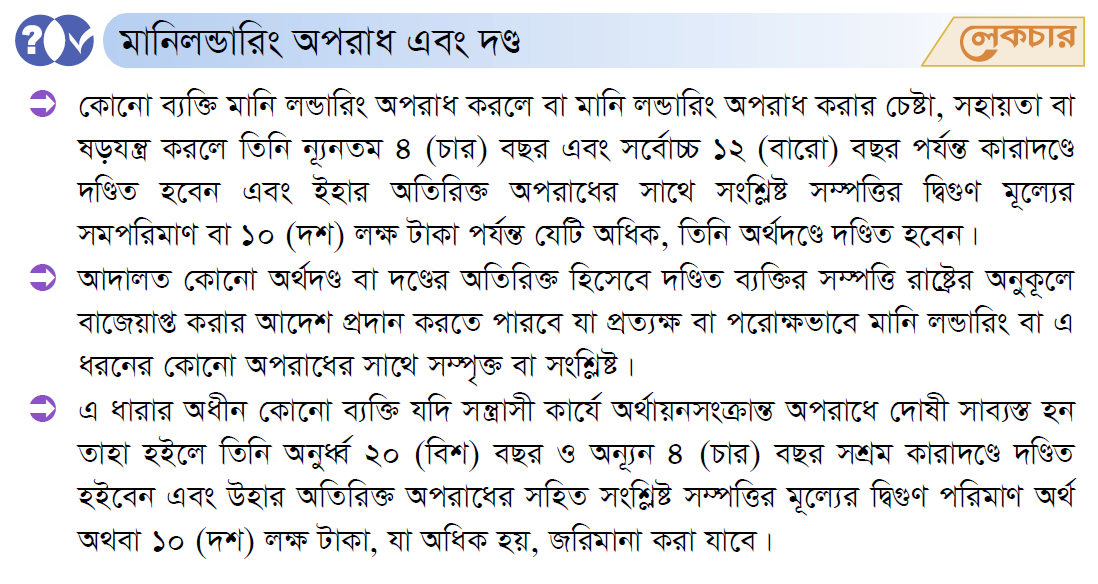 মানিলন্ডারিং অপরাধ এবং দণ্ড
লেকচার
কোনো ব্যক্তি মানি লন্ডারিং অপরাধ করলে বা মানি লন্ডারিং অপরাধ করার চেষ্টা, সহায়তা বা
ষড়যন্ত্র করলে তিনি ন্যূনতম ৪ (চার) বছর এবং সর্বোচ্চ ১২ (বারো) বছর পর্যন্ত কারাদণ্ডে
দণ্ডিত হবেন এবং ইহার অতিরিক্ত অপরাধের সাথে সংশ্লিষ্ট সম্পত্তির দ্বিগুণ মূল্যের
সমপরিমাণ বা ১০ (দশ) লক্ষ টাকা পর্যন্ত যেটি অধিক, তিনি অর্থদণ্ডে দণ্ডিত হবেন।
আদালত কোনো অর্থদণ্ড বা দণ্ডের অতিরিক্ত হিসেবে দণ্ডিত ব্যক্তির সম্পত্তি রাষ্ট্রের অনুকূলে
বাজেয়াপ্ত করার আদেশ প্রদান করতে পারবে যা প্রত্যক্ষ বা পরোক্ষভাবে মানি লন্ডারিং বা এ
ধরনের কোনো অপরাধের সাথে সম্পৃক্ত বা সংশ্লিষ্ট।
এ ধারার অধীন কোনো ব্যক্তি যদি সন্ত্রাসী কার্যে অর্থায়নসংক্রান্ত অপরাধে দোষী সাব্যস্ত হন
তাহা হইলে তিনি অনুর্ধ্ব ২০ (বিশ) বছর ও অন্যূন ৪ (চার) বছর সশ্রম কারাদণ্ডে দণ্ডিত
হইবেন এবং উহার অতিরিক্ত অপরাধের সহিত সংশ্লিষ্ট সম্পত্তির মূল্যের দ্বিগুণ পরিমাণ অর্থ
অথবা ১০ (দশ) লক্ষ টাকা, যা অধিক হয়, জরিমানা করা যাবে।